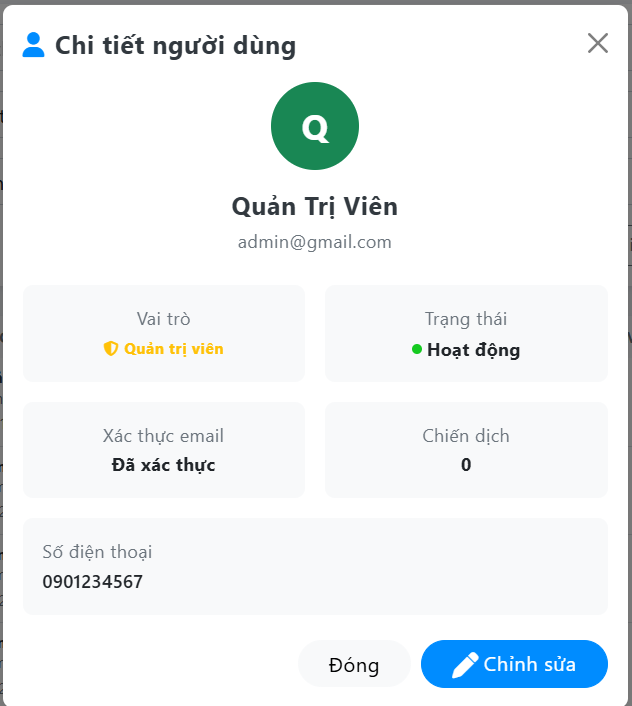 Chi tiết người dùng
Q
Quản Trị Viên
admin@gmail.com
Vai trò
Quản trị viên
Trạng thái
Hoạt động
Xác thực email
Đã xác thực
Chiến dịch
0
Số điện thoại
0901234567
Đóng
Chỉnh sửa